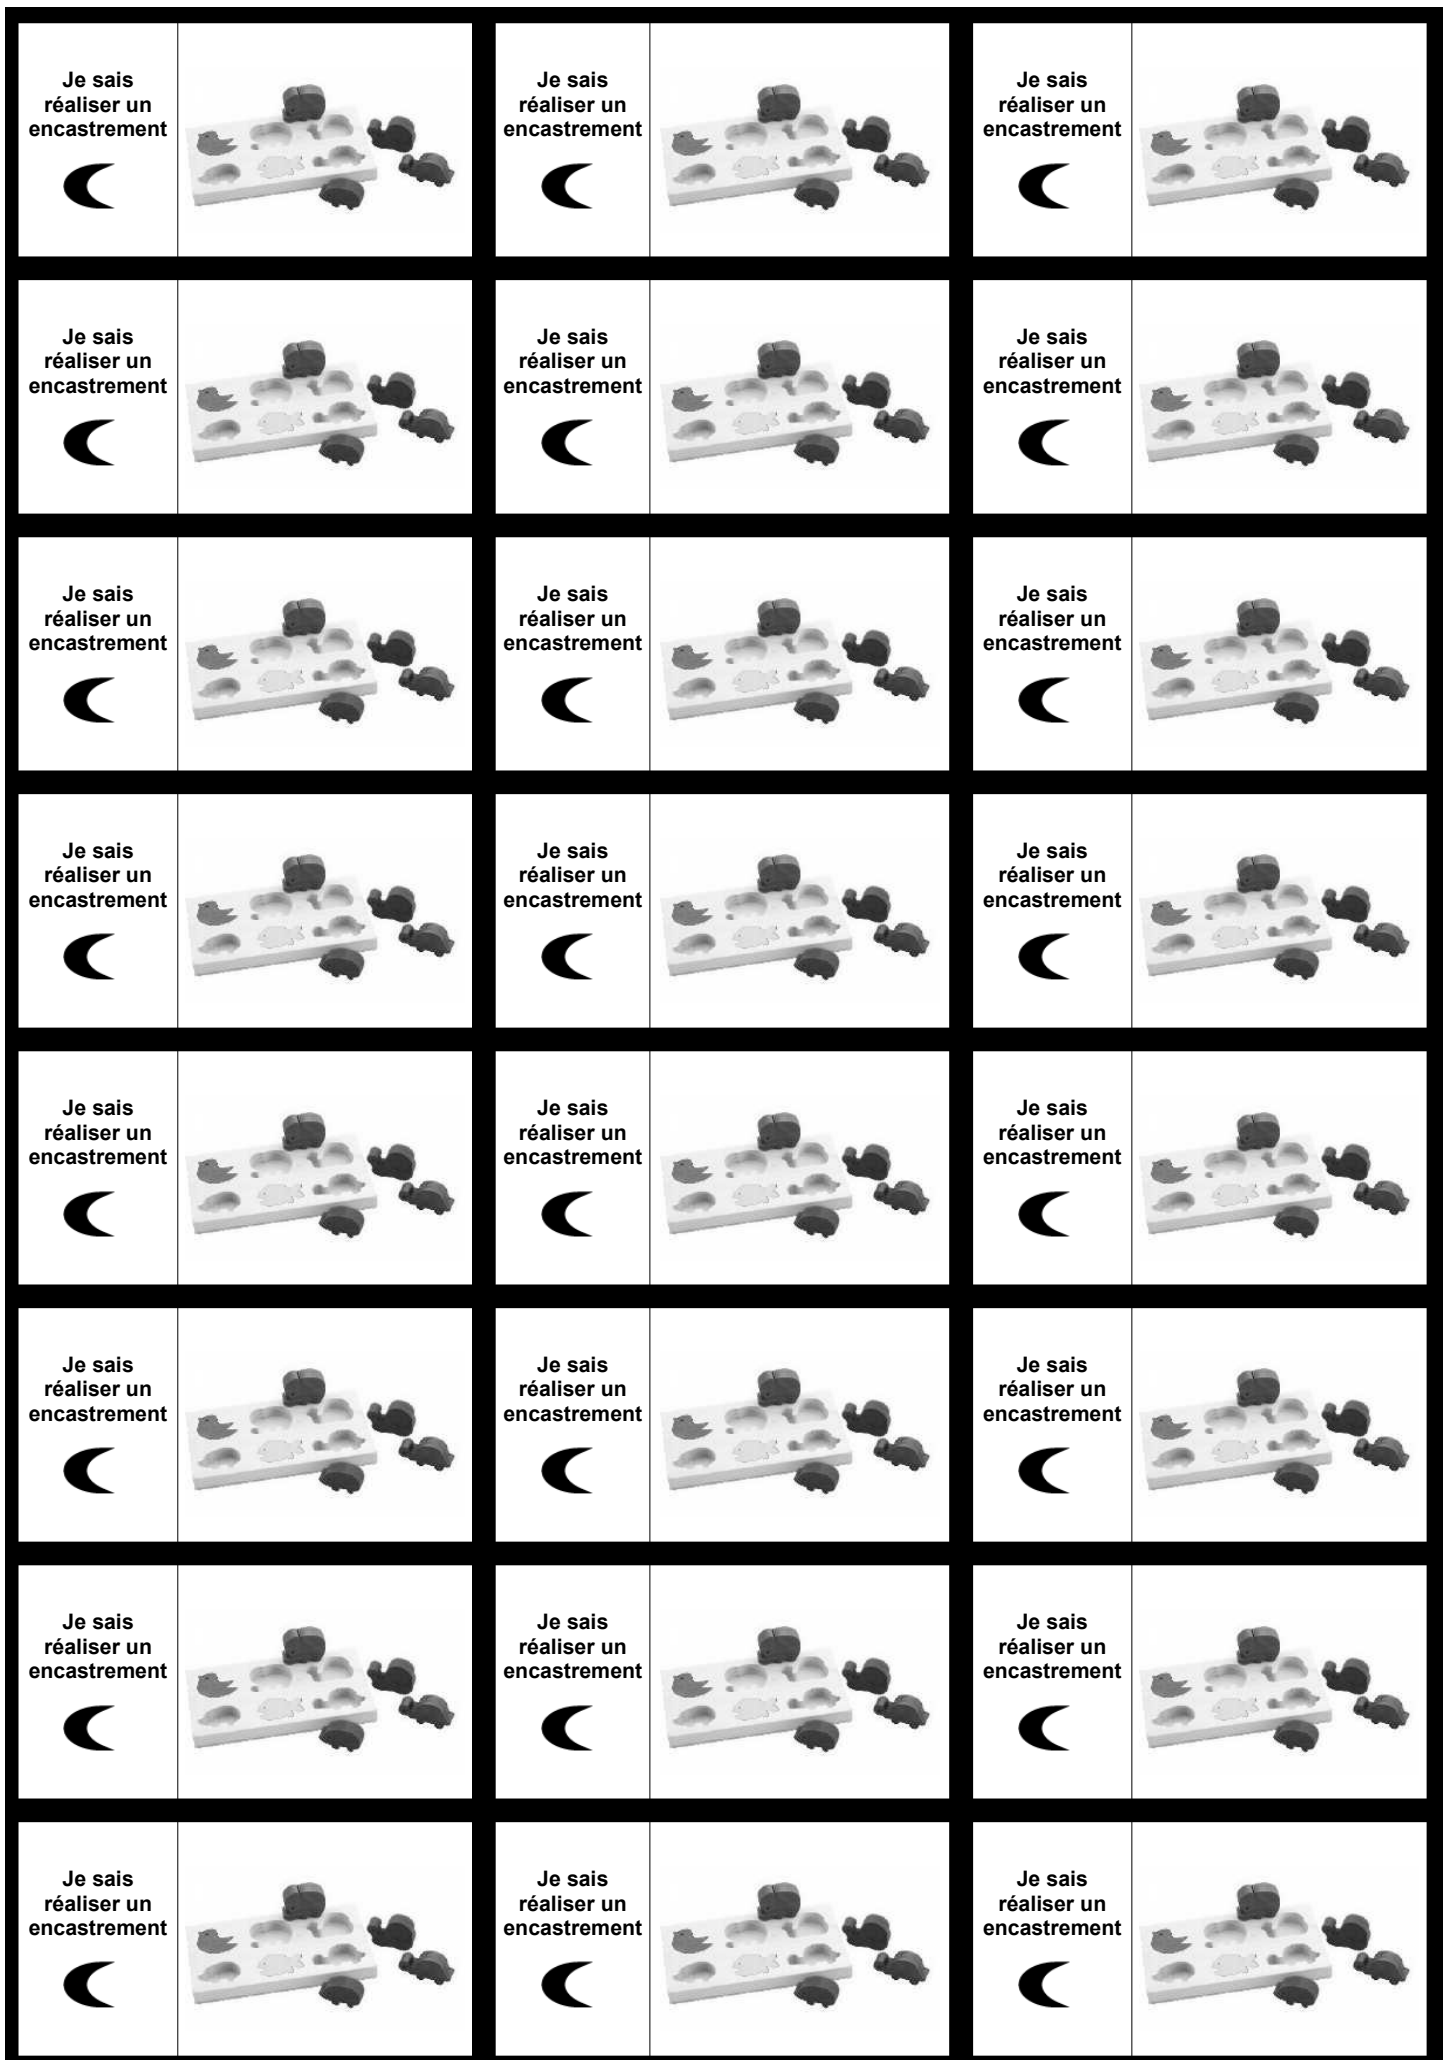 Je sais
réaliser un
encastrement
Je sais
réaliser un
encastrement
Je sais
réaliser un
encastrement
Je sais
réaliser un
encastrement
Je sais
réaliser un
encastrement
Je sais
réaliser un
encastrement
Je sais
réaliser un
encastrement
Je sais
réaliser un
encastrement
Je sais
réaliser un
encastrement
Je sais
réaliser un
encastrement
Je sais
réaliser un
encastrement
Je sais
réaliser un
encastrement
Je sais
réaliser un
encastrement
Je sais
réaliser un
encastrement
Je sais
réaliser un
encastrement
Je sais
réaliser un
encastrement
Je sais
réaliser un
encastrement
Je sais
réaliser un
encastrement
Je sais
réaliser un
encastrement
Je sais
réaliser un
encastrement
Je sais
réaliser un
encastrement
Je sais
réaliser un
encastrement
Je sais
réaliser un
encastrement
Je sais
réaliser un
encastrement